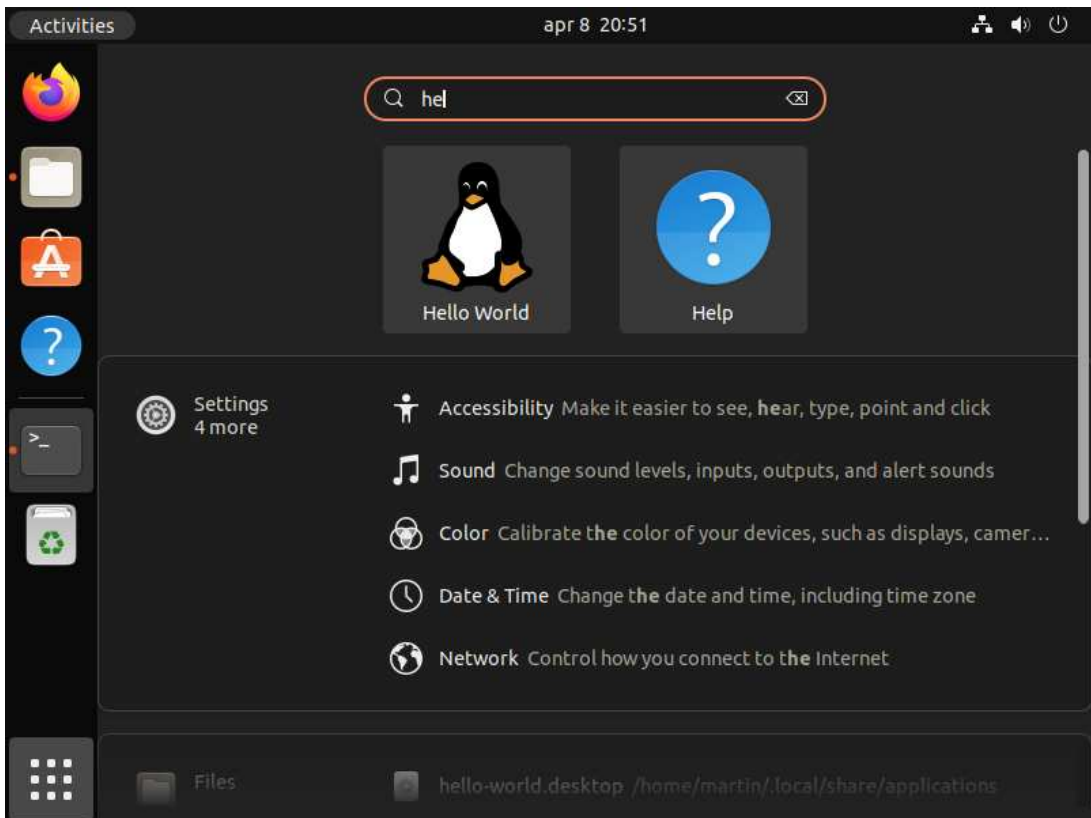 Activities apr 8 20:51
he
Hello World Help
Settings
4 more
Accessibility Make it easier to see, hear, type, point and click
Sound Change sound levels, inputs, outputs, and alert sounds
Color Calibrate the color of your devices, such as displays, camer…
Date & Time Change the date and time, including time zone
Network Control how you connect to the Internet
Files hello-world.desktop /home/martin/.local/share/applications